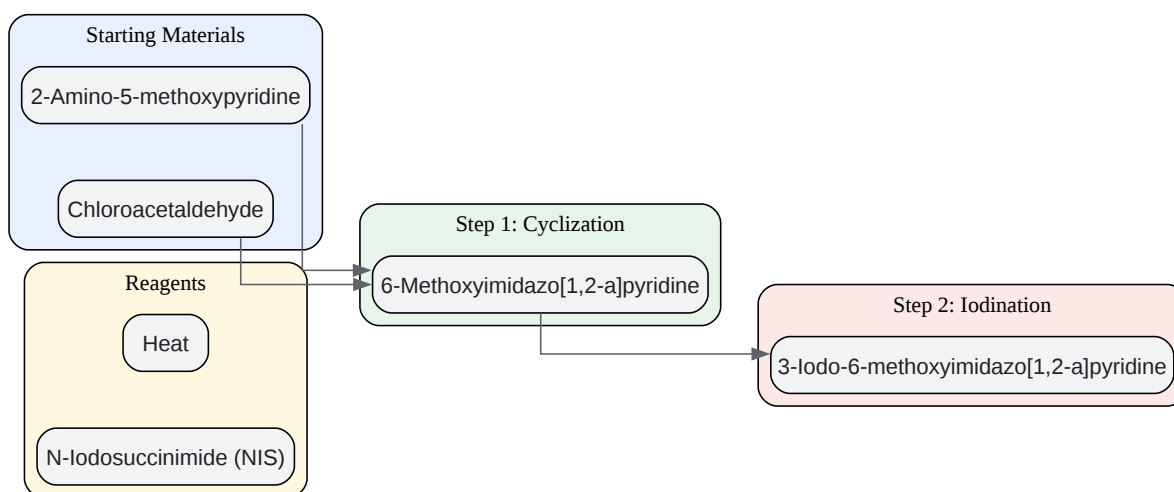 Starting Materials
2-Amino-5-methoxypyridine
Chloroacetaldehyde
Reagents
Heat
N-Iodosuccinimide (NIS)
Step 1: Cyclization
6-Methoxyimidazo[1,2-a]pyridine
Step 2: Iodination
3-Iodo-6-methoxyimidazo[1,2-a]pyridine